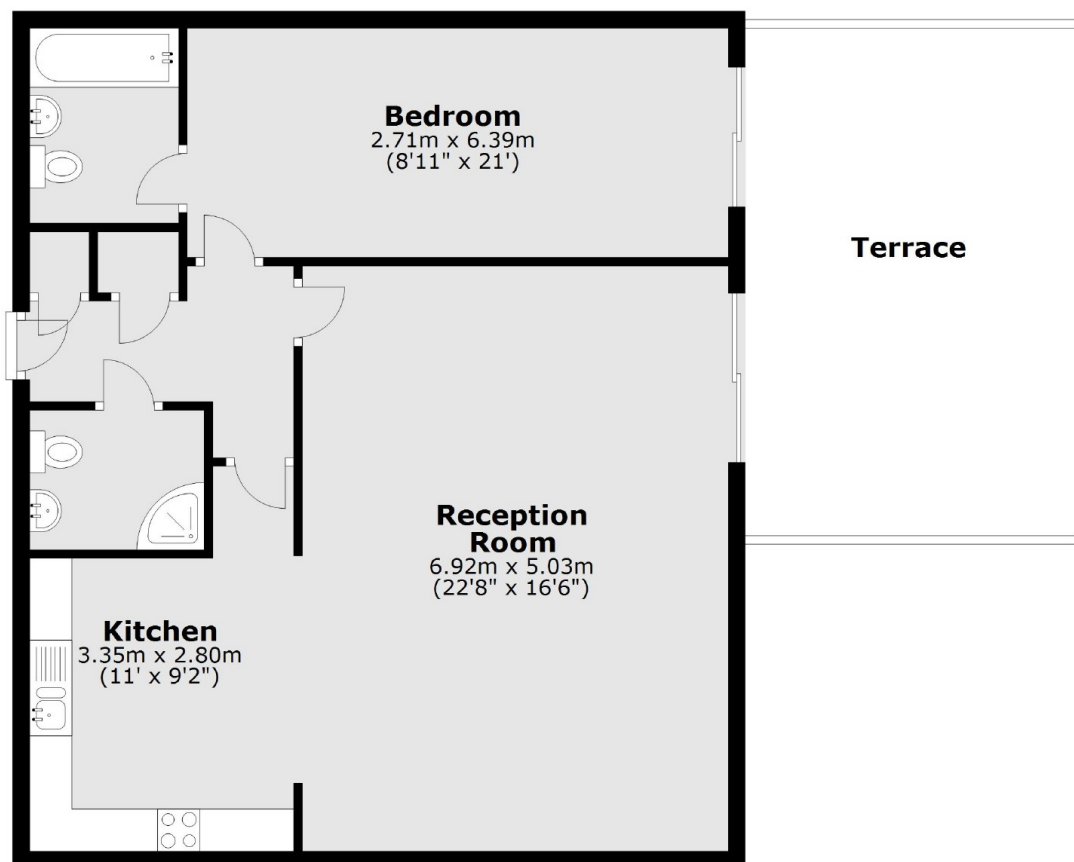 Bedroom
2.71m x 6.39m
(8'11" x 21')
Terrace
Reception
Room
6.92m x 5.03m
(22'8" x 16'6")
Kitchen
3.35m x 2.80m
(11' x 9'2")